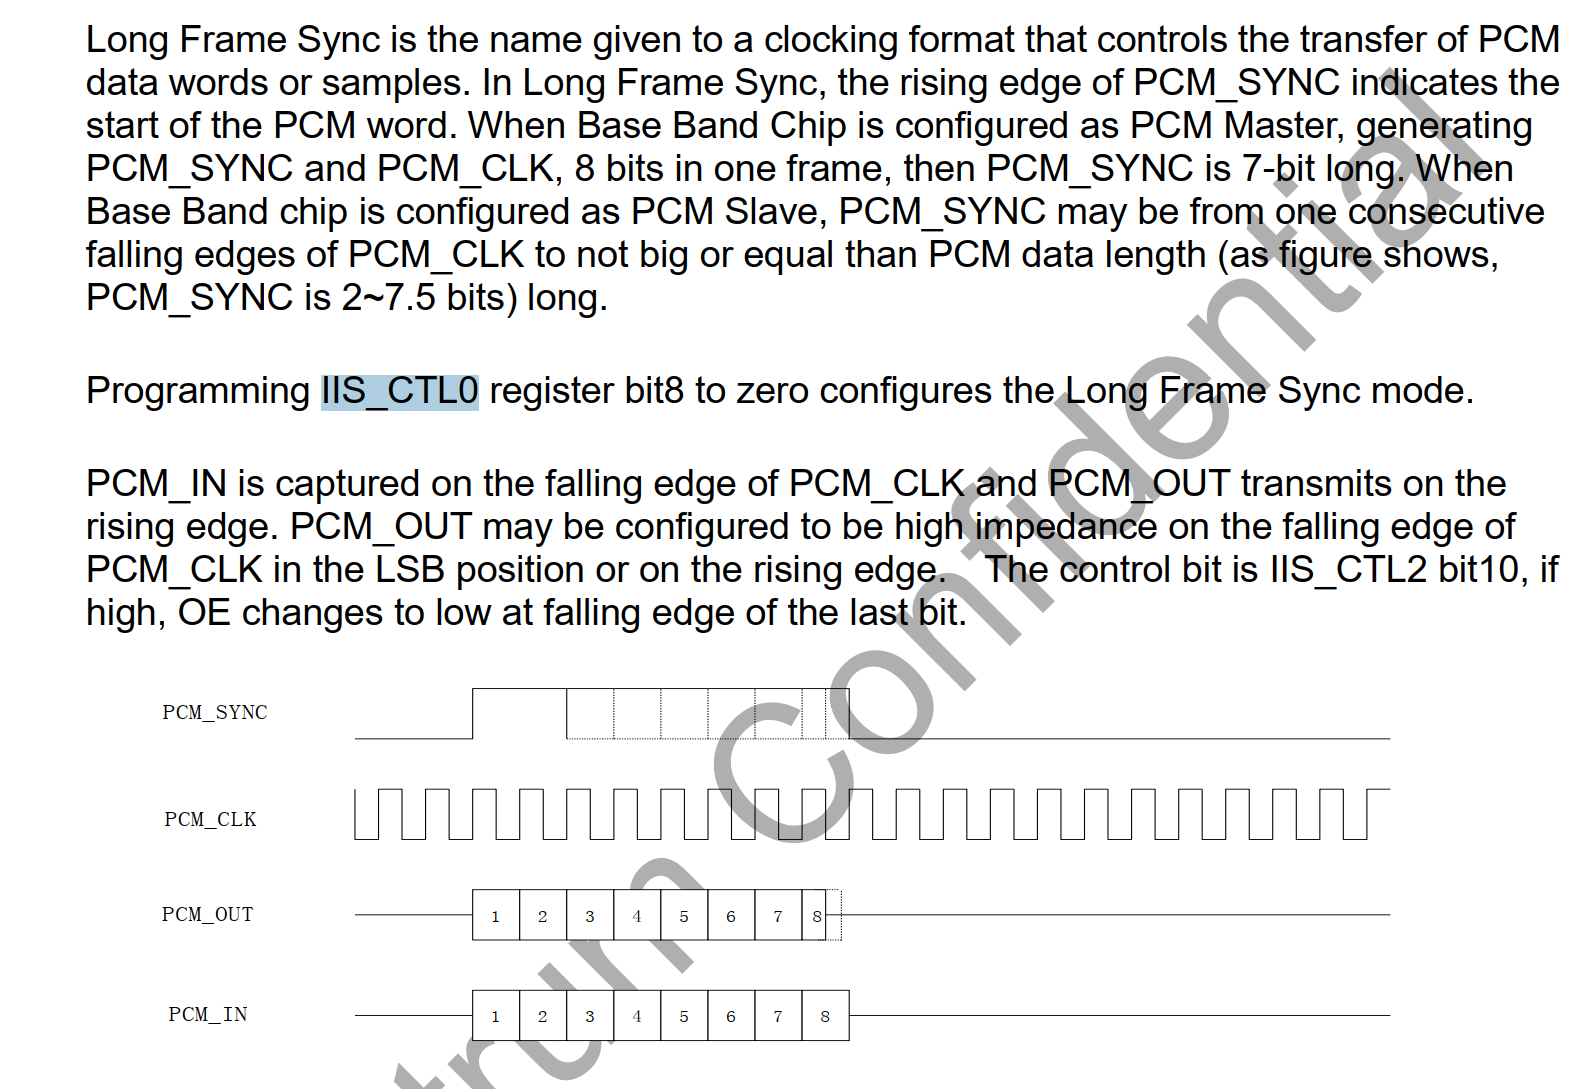 Long Frame Sync is the name given to a clocking format that controls the transfer of PCM
data words or samples. In Long Frame Sync, the rising edge of PCM_SYNC indicates the
start of the PCM word. When Base Band Chip is configured as PCM Master, generating
PCM_SYNC and PCM_CLK, 8 bits in one frame, then PCM_SYNC is 7-bit long. When
Base Band chip is configured as PCM Slave, PCM_SYNC may be from one consecutive
falling edges of PCM_CLK to not big or equal than PCM data length (as figure shows,
PCM_SYNC is 2~7.5 bits) long.
Programming IIS_CTL0 register bit8 to zero configures the Long Frame Sync mode.
PCM_IN is captured on the falling edge of PCM_CLK and PCM_OUT transmits on the
rising edge. PCM_OUT may be configured to be high impedance on the falling edge of
PCM_CLK in the LSB position or on the rising edge. The control bit is IIS_CTL2 bit10, if
high, OE changes to low at falling edge of the last bit.
PCM_SYNC
PCM_CLK
PCM_OUT 1 2 3 4 5 6 7 8
PCM_IN 1 2 3 4 5 6 7 8
trum Confidential